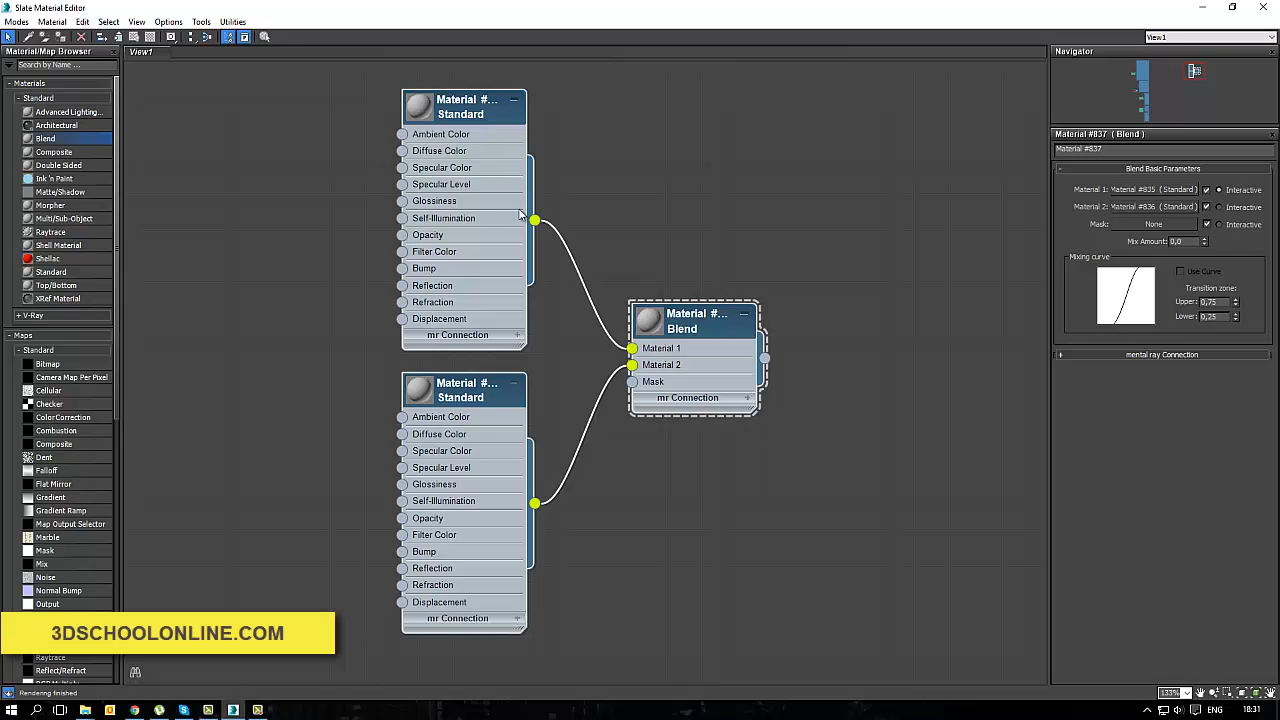 Slate Material Editor
Modes Material Edit Select View Options Tools Utilities
View1
Material/Map Browser
View1
Navigator
Search by Name ...
- Materials
- Standard
Advanced Lighting...
Architectural
Blend
Composite
Double Sided
Ink 'n Paint
Matte/Shadow
Morpher
Multi/Sub-Object
Raytrace
Shell Material
Shellac
Standard
Top/Bottom
XRef Material
+ V-Ray
- Maps
- Standard
Bitmap
Camera Map Per Pixel
Cellular
Checker
ColorCorrection
Combustion
Composite
Dent
Falloff
Flat Mirror
Gradient
Gradient Ramp
Map Output Selector
Marble
Mask
Mix
Noise
Normal Bump
Output
Raytrace
Reflect/Refract
Material #...
Standard
Ambient Color
Diffuse Color
Specular Color
Specular Level
Glossiness
Self-Illumination
Opacity
Filter Color
Bump
Reflection
Refraction
Displacement
mr Connection +
Material #...
Standard
Ambient Color
Diffuse Color
Specular Color
Specular Level
Glossiness
Self-Illumination
Opacity
Filter Color
Bump
Reflection
Refraction
Displacement
mr Connection +
Material #...
Blend
Material 1
Material 2
Mask
mr Connection +
Material #837 ( Blend )
Material #837
- Blend Basic Parameters
Material 1: Material #835 ( Standard ) Interactive
Material 2: Material #836 ( Standard ) Interactive
Mask: None Interactive
Mix Amount: 0,0
Mixing curve
Use Curve
Transition zone:
Upper: 0,75
Lower: 0,25
+ mental ray Connection
3DSCHOOLONLINE.COM
Rendering finished
133%
ENG 18:31